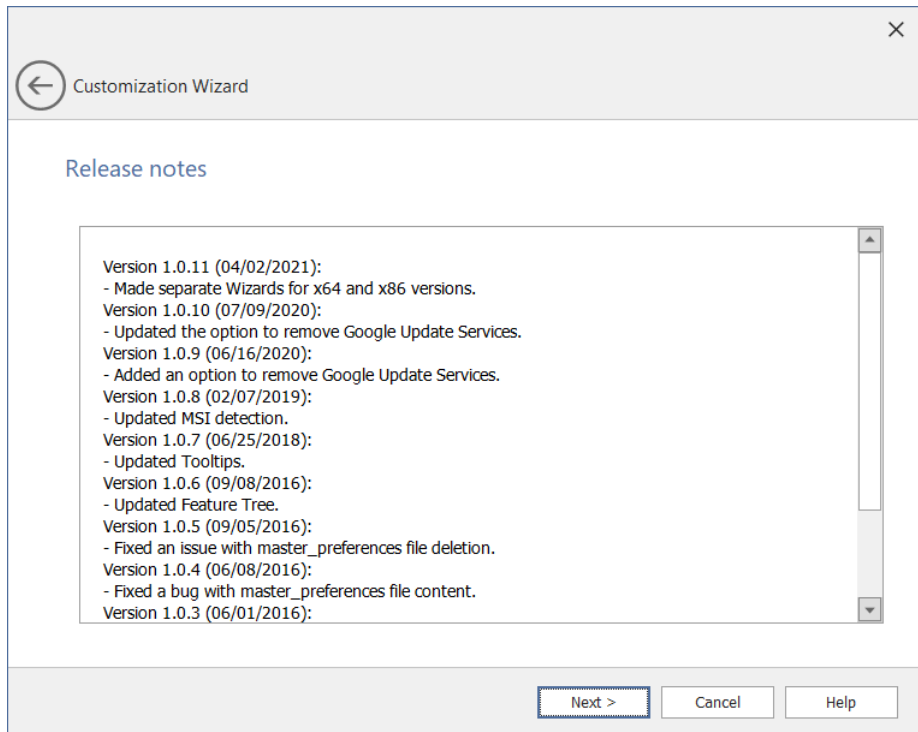 Customization Wizard
Release notes
Version 1.0.11 (04/02/2021):
- Made separate Wizards for x64 and x86 versions.
Version 1.0.10 (07/09/2020):
- Updated the option to remove Google Update Services.
Version 1.0.9 (06/16/2020):
- Added an option to remove Google Update Services.
Version 1.0.8 (02/07/2019):
- Updated MSI detection.
Version 1.0.7 (06/25/2018):
- Updated Tooltips.
Version 1.0.6 (09/08/2016):
- Updated Feature Tree.
Version 1.0.5 (09/05/2016):
- Fixed an issue with master_preferences file deletion.
Version 1.0.4 (06/08/2016):
- Fixed a bug with master_preferences file content.
Version 1.0.3 (06/01/2016):
Next >
Cancel
Help